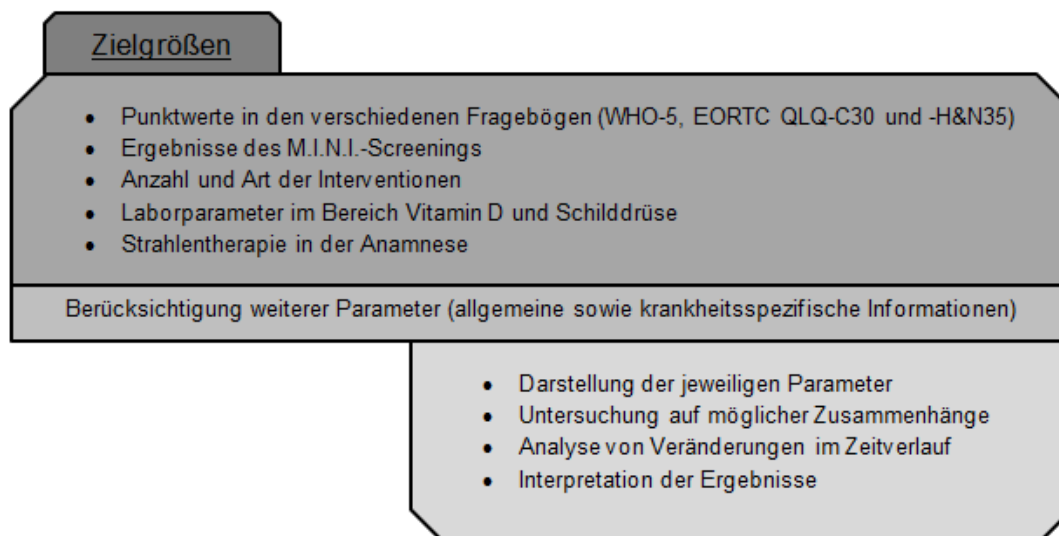 Zielgrößen
• Punktwerte in den verschiedenen Fragebögen (WHO-5, EORTC QLQ-C30 und -H&N35)
• Ergebnisse des M.I.N.I.-Screenings
• Anzahl und Art der Interventionen
• Laborparameter im Bereich Vitamin D und Schilddrüse
• Strahlentherapie in der Anamnese
Berücksichtigung weiterer Parameter (allgemeine sowie krankheitsspezifische Informationen)
• Darstellung der jeweiligen Parameter
• Untersuchung auf möglicher Zusammenhänge
• Analyse von Veränderungen im Zeitverlauf
• Interpretation der Ergebnisse